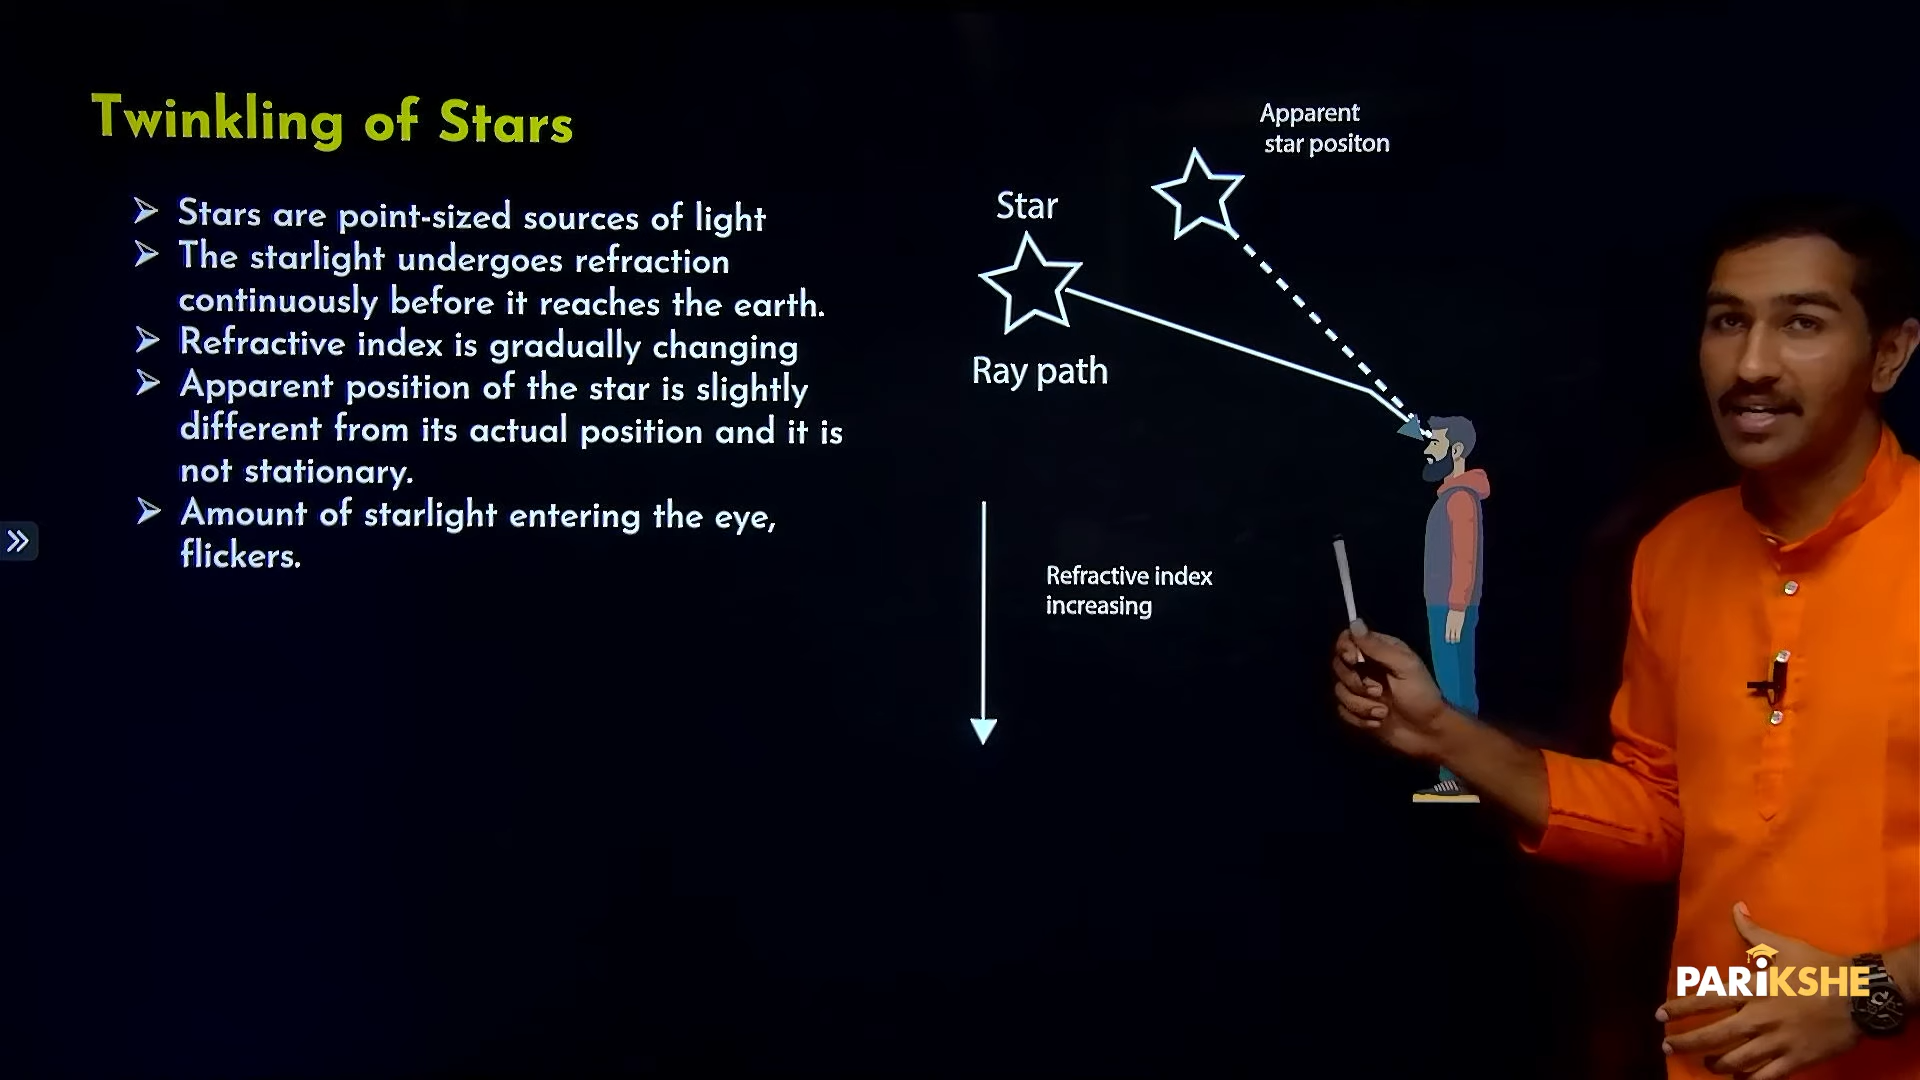 Twinkling of Stars
Stars are point-sized sources of light
The starlight undergoes refraction
continuously before it reaches the earth.
Refractive index is gradually changing
Apparent position of the star is slightly
different from its actual position and it is
not stationary.
Amount of starlight entering the eye,
flickers.
Apparent
star positon
Star
Ray path
Refractive index
increasing
PARiKSHE